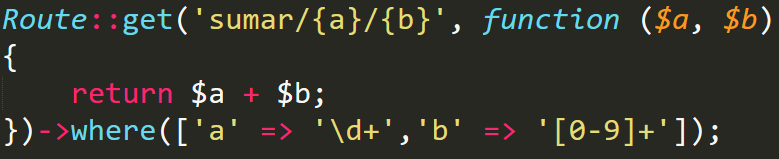 Route::get('sumar/{a}/{b}', function ($a, $b)
{
    return $a + $b;
})->where(['a' => '\d+','b' => '[0-9]+']);